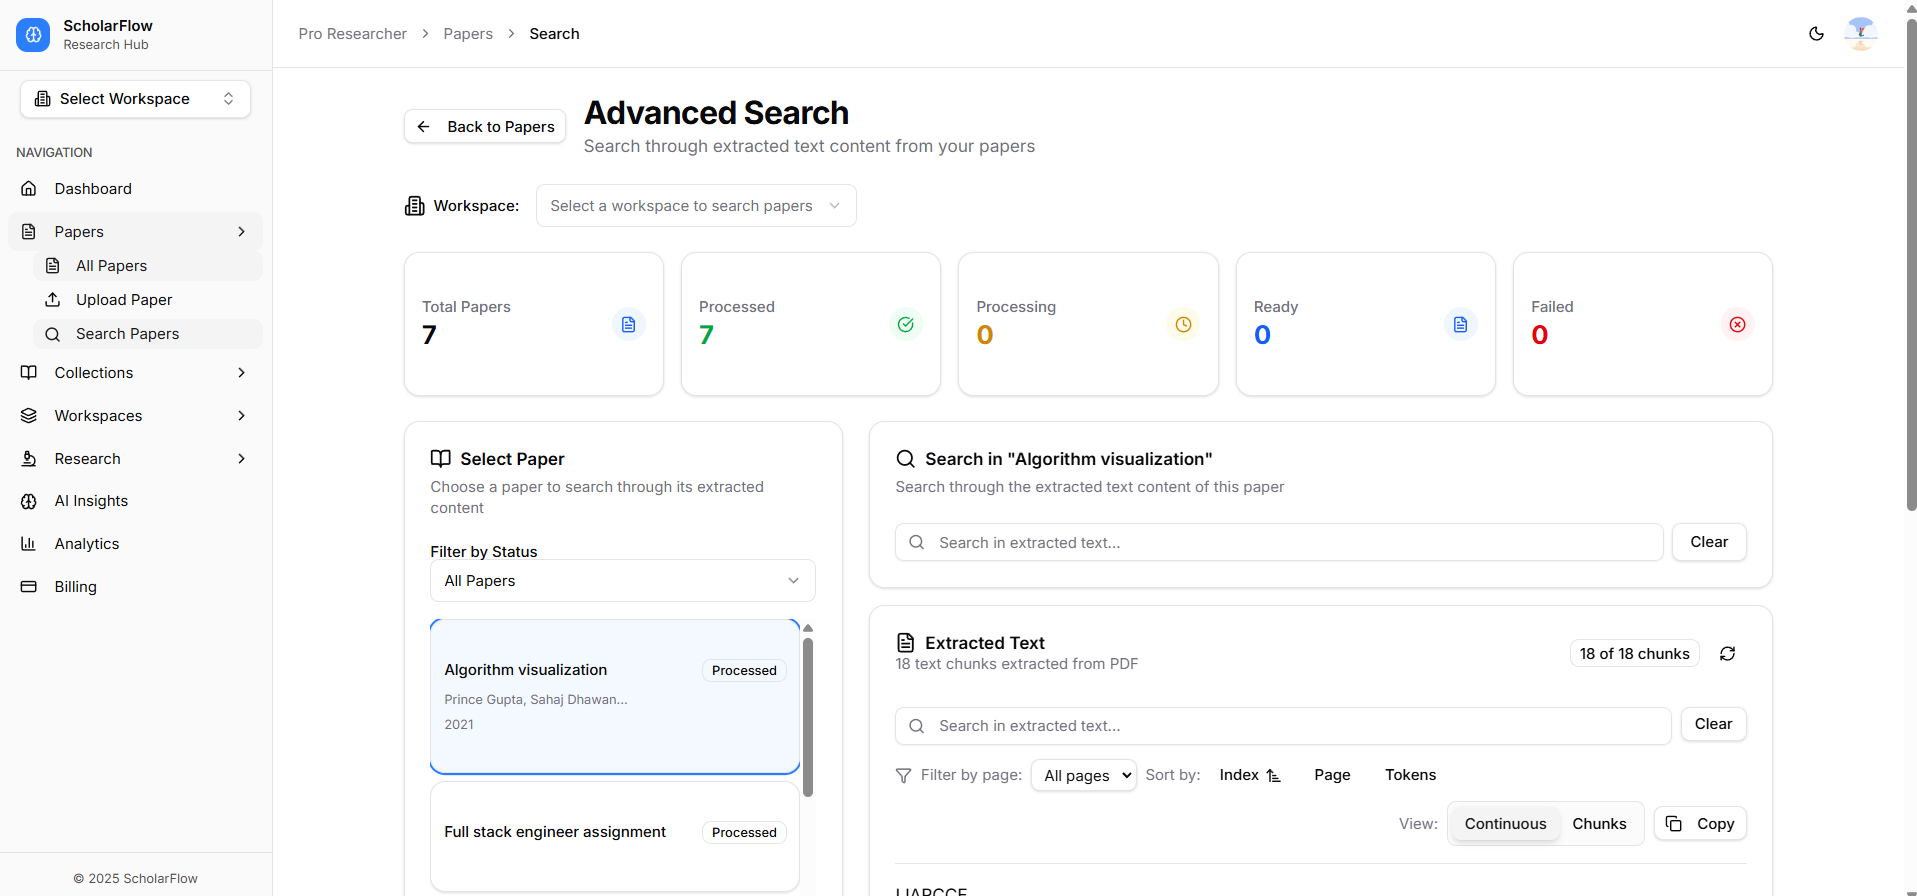 ScholarFlow
Research Hub
Select Workspace
NAVIGATION
Dashboard
Papers
All Papers
Upload Paper
Search Papers
Collections
Workspaces
Research
AI Insights
Analytics
Billing
© 2025 ScholarFlow
Pro Researcher > Papers > Search
Back to Papers
Advanced Search
Search through extracted text content from your papers
Workspace:
Select a workspace to search papers
Total Papers
7
Processed
7
Processing
0
Ready
0
Failed
0
Select Paper
Choose a paper to search through its extracted
content
Filter by Status
All Papers
Algorithm visualization
Processed
Prince Gupta, Sahaj Dhawan...
2021
Full stack engineer assignment
Processed
Search in "Algorithm visualization"
Search through the extracted text content of this paper
Search in extracted text...
Clear
Extracted Text
18 text chunks extracted from PDF
18 of 18 chunks
Search in extracted text...
Clear
Filter by page: All pages Sort by: Index Page Tokens
View: Continuous Chunks Copy